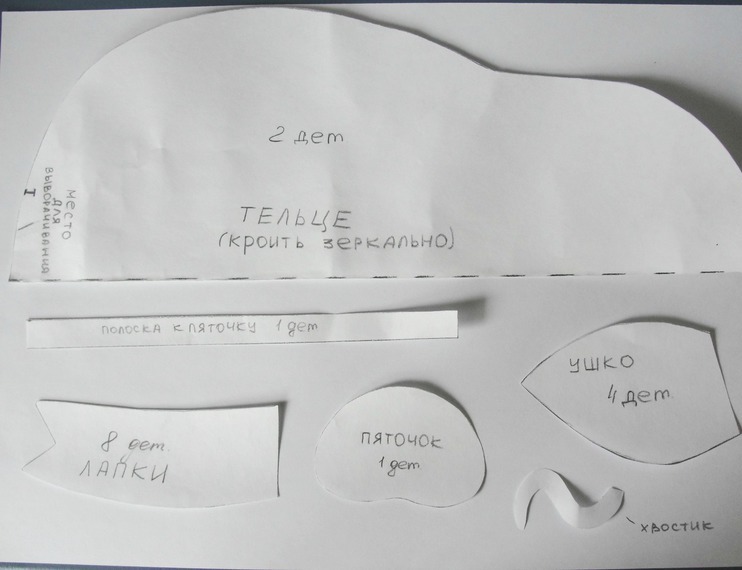 2 дет
ТЕЛЬЦЕ
(кроить зеркально)
место
для
выворачивания
полоска к пяточку 1 дет
ушко
4 дет.
8 дет.
ЛАПКИ
пяточок
1 дет
хвостик